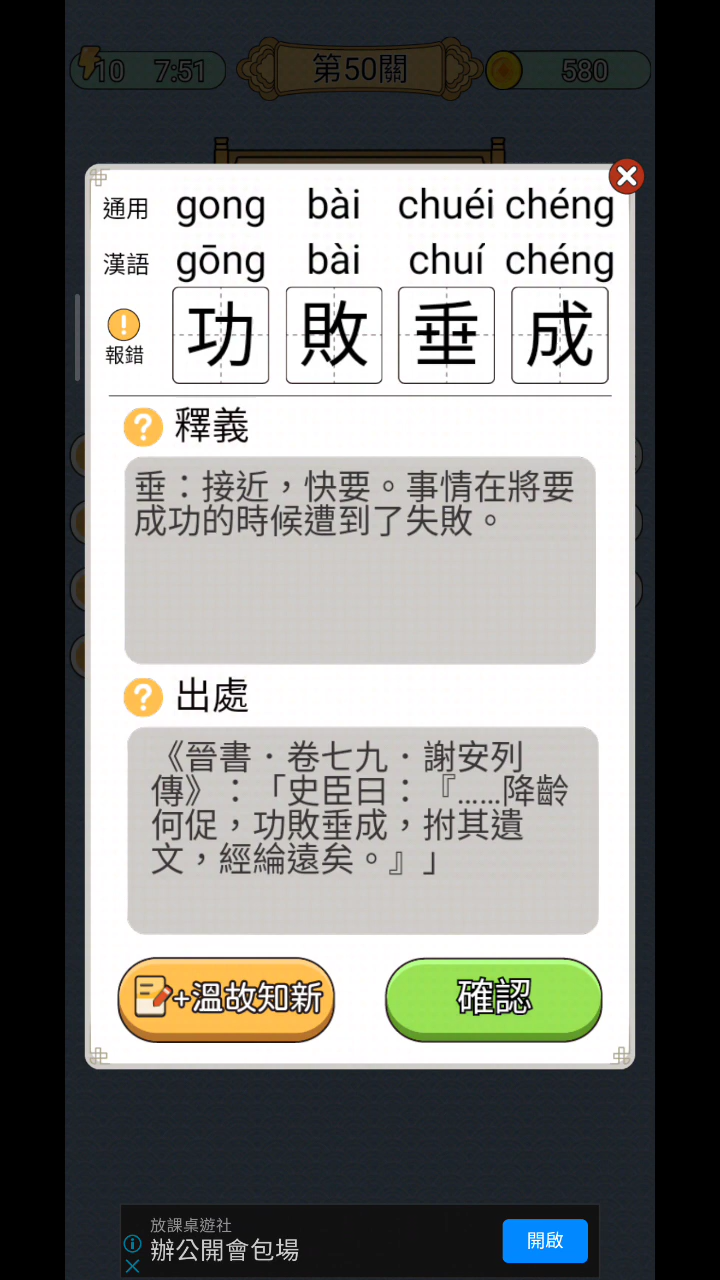 10 7:51 第50關 580
通用 gong bài chuéi chéng
漢語 gōng bài chuí chéng
報錯 功敗垂成
釋義
垂：接近，快要。事情在將要
成功的時候遭到了失敗。
出處
《晉書．卷七九．謝安列
傳》：「史臣曰：『……降齡
何促，功敗垂成，拊其遺
文，經綸遠矣。』」
+溫故知新 確認
放課桌遊社
辦公開會包場
開啟